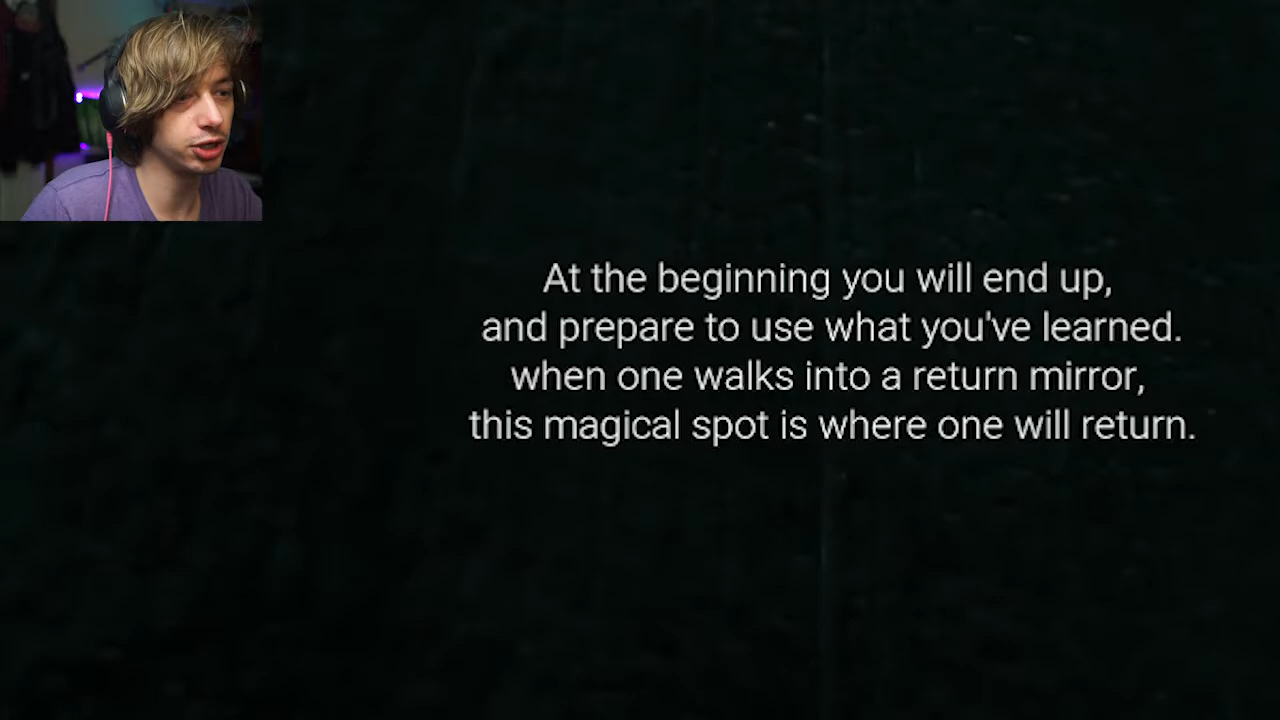 At the beginning you will end up,
and prepare to use what you've learned.
when one walks into a return mirror,
this magical spot is where one will return.